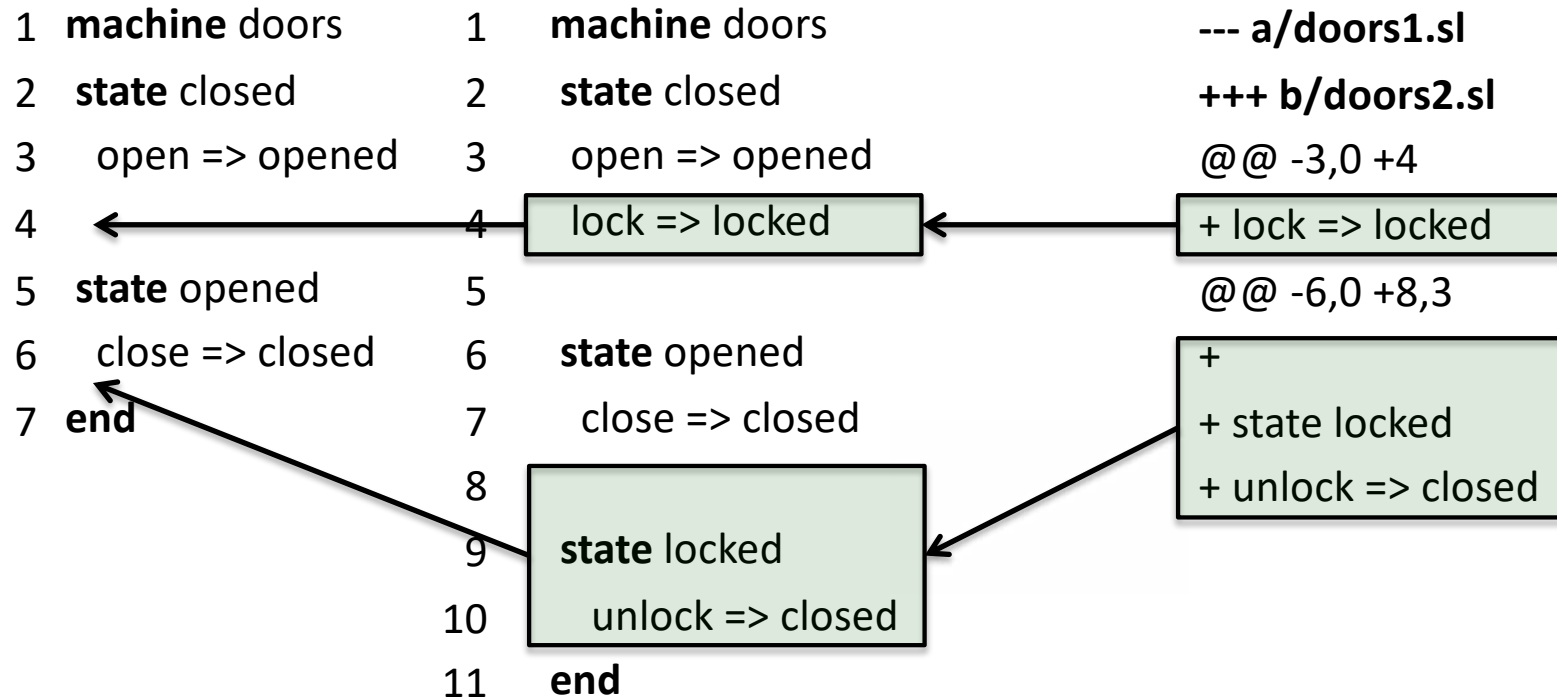 1 machine doors
2 state closed
3 open => opened
4
5 state opened
6 close => closed
7 end
1 machine doors
2 state closed
3 open => opened
4 lock => locked
5
6 state opened
7 close => closed
8
9 state locked
10 unlock => closed
11 end
--- a/doors1.sl
+++ b/doors2.sl
@@ -3,0 +4
+ lock => locked
@@ -6,0 +8,3
+
+ state locked
+ unlock => closed